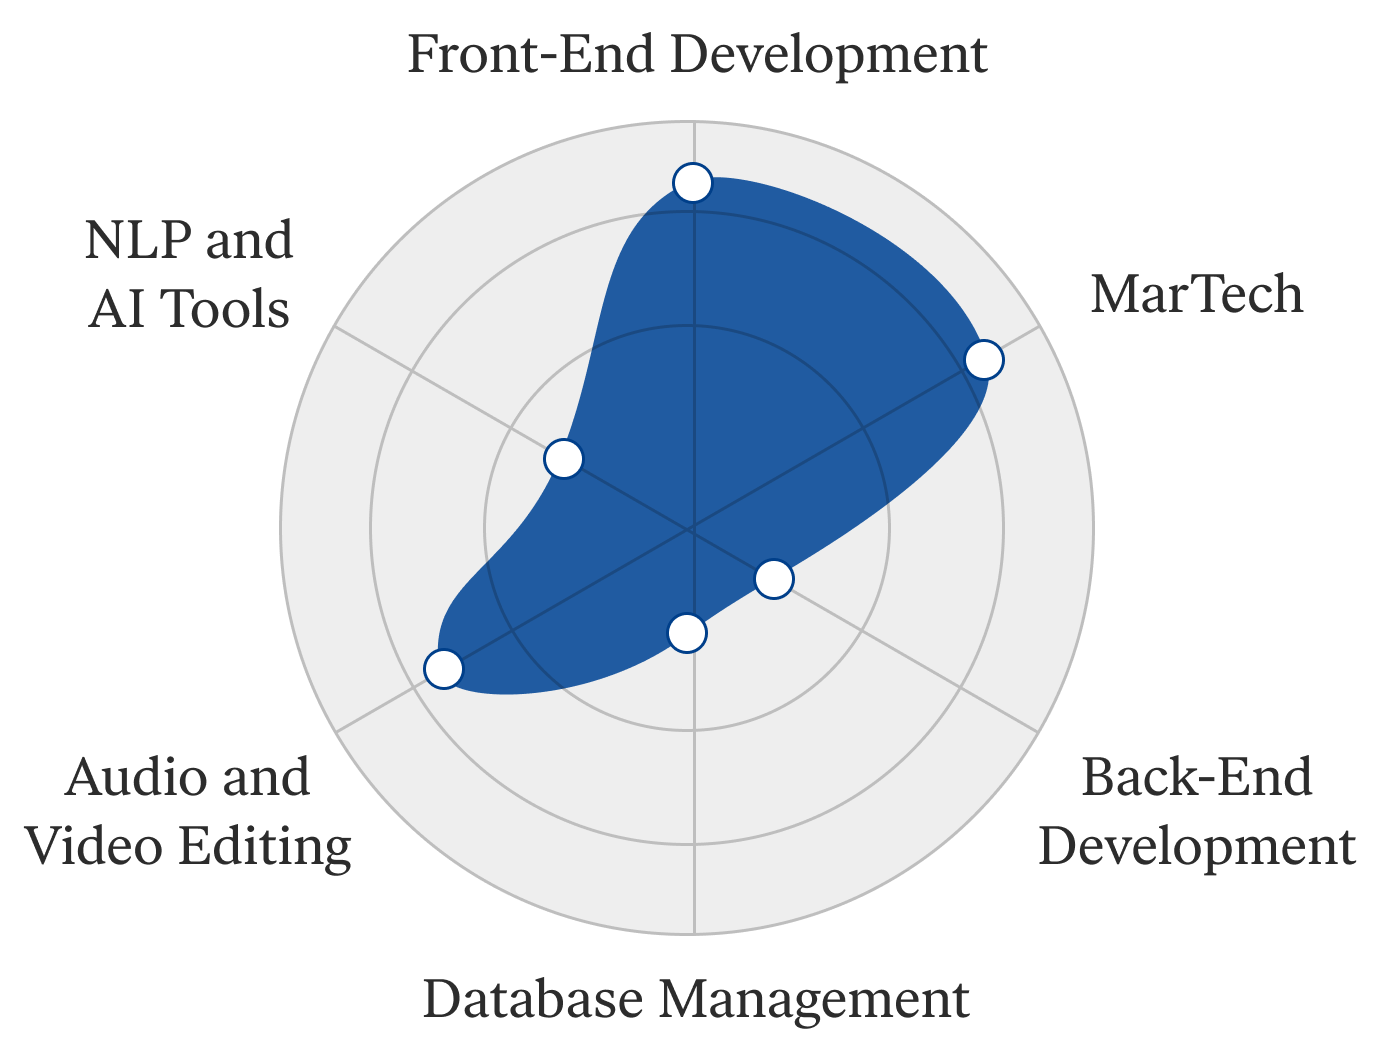 Front-End Development
NLP and
AI Tools
MarTech
Audio and
Video Editing
Back-End
Development
Database Management